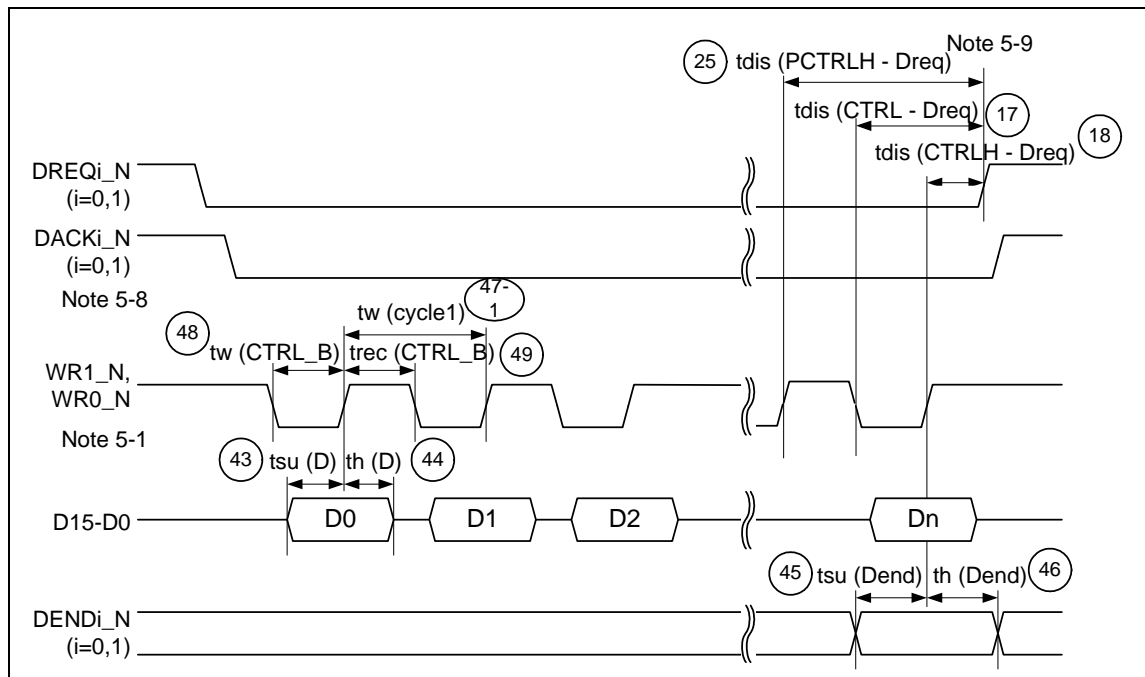 Note 5-9
25 tdis (PCTRLH - Dreq)
tdis (CTRL - Dreq) 17
tdis (CTRLH - Dreq) 18
DREQi_N
(i=0,1)
DACKi_N
(i=0,1)
Note 5-8
47-
1
tw (cycle1)
48
tw (CTRL_B) trec (CTRL_B) 49
WR1_N,
WR0_N
Note 5-1
43 tsu (D) th (D) 44
D15-D0 D0 D1 D2 Dn
45 tsu (Dend) th (Dend) 46
DENDi_N
(i=0,1)